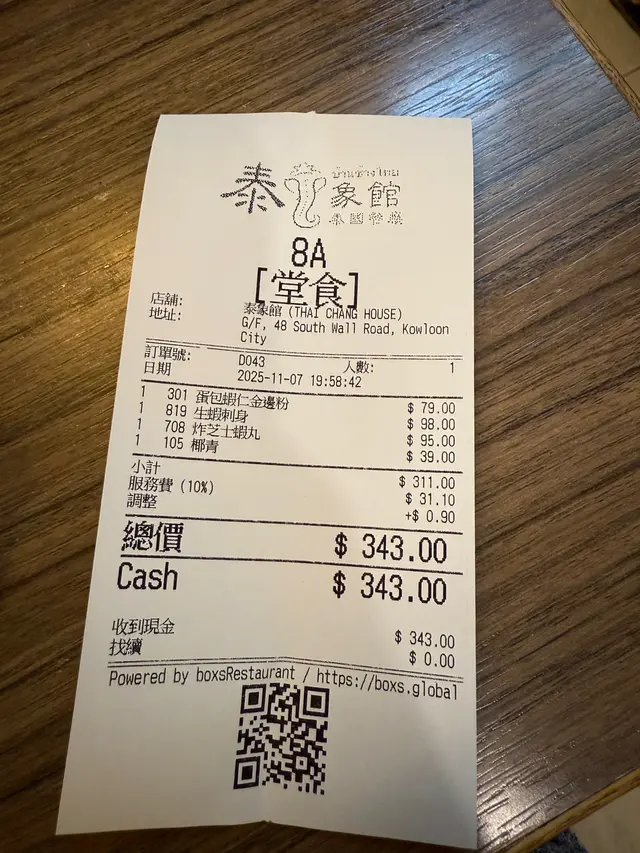 泰 象館
泰國餐廳
8A
[堂食]
店舖: 泰象館 (THAI CHANG HOUSE)
地址: G/F, 48 South Wall Road, Kowloon
City
訂單號: D043 人數: 1
日期 2025-11-07 19:58:42
1 301 蛋包蝦仁金邊粉 $ 79.00
1 819 生蝦刺身 $ 98.00
1 708 炸芝士蝦丸 $ 95.00
1 105 椰青 $ 39.00
小計 $ 311.00
服務費 (10%) $ 31.10
調整 +$ 0.90
總價 $ 343.00
Cash $ 343.00
收到現金 $ 343.00
找續 $ 0.00
Powered by boxsRestaurant / https://boxs.global